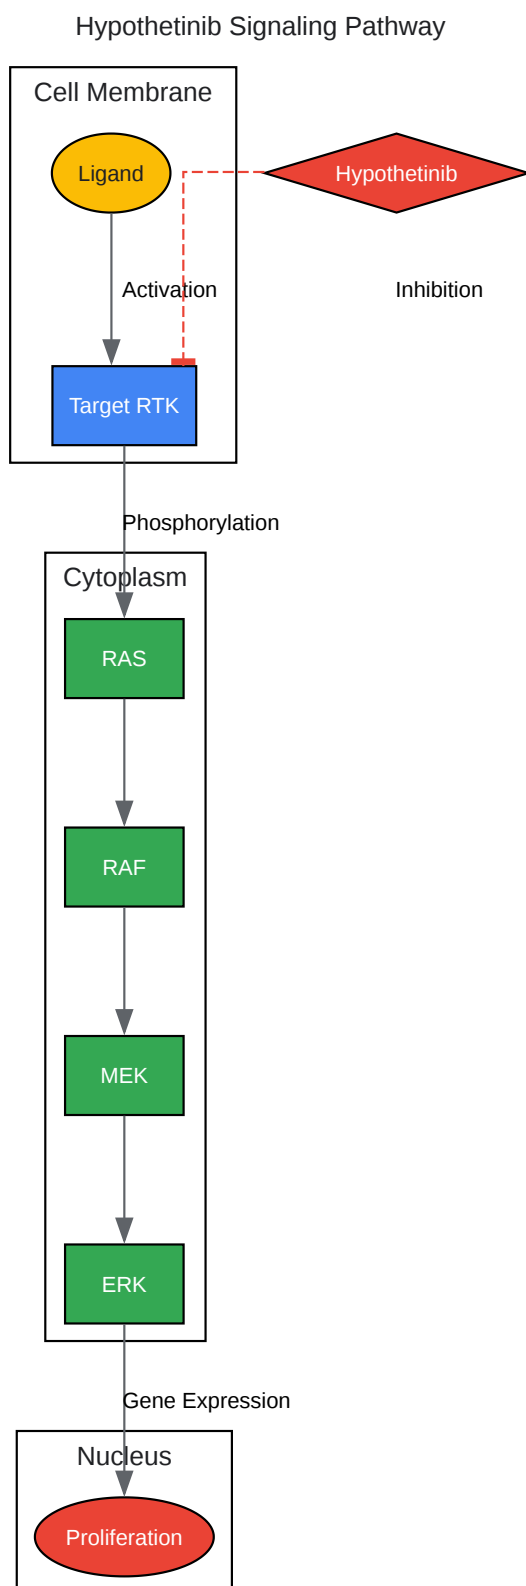 Hypothetinib Signaling Pathway
Cell Membrane
Ligand
Hypothetinib
Activation
Inhibition
Target RTK
Phosphorylation
Cytoplasm
RAS
RAF
MEK
ERK
Gene Expression
Nucleus
Proliferation